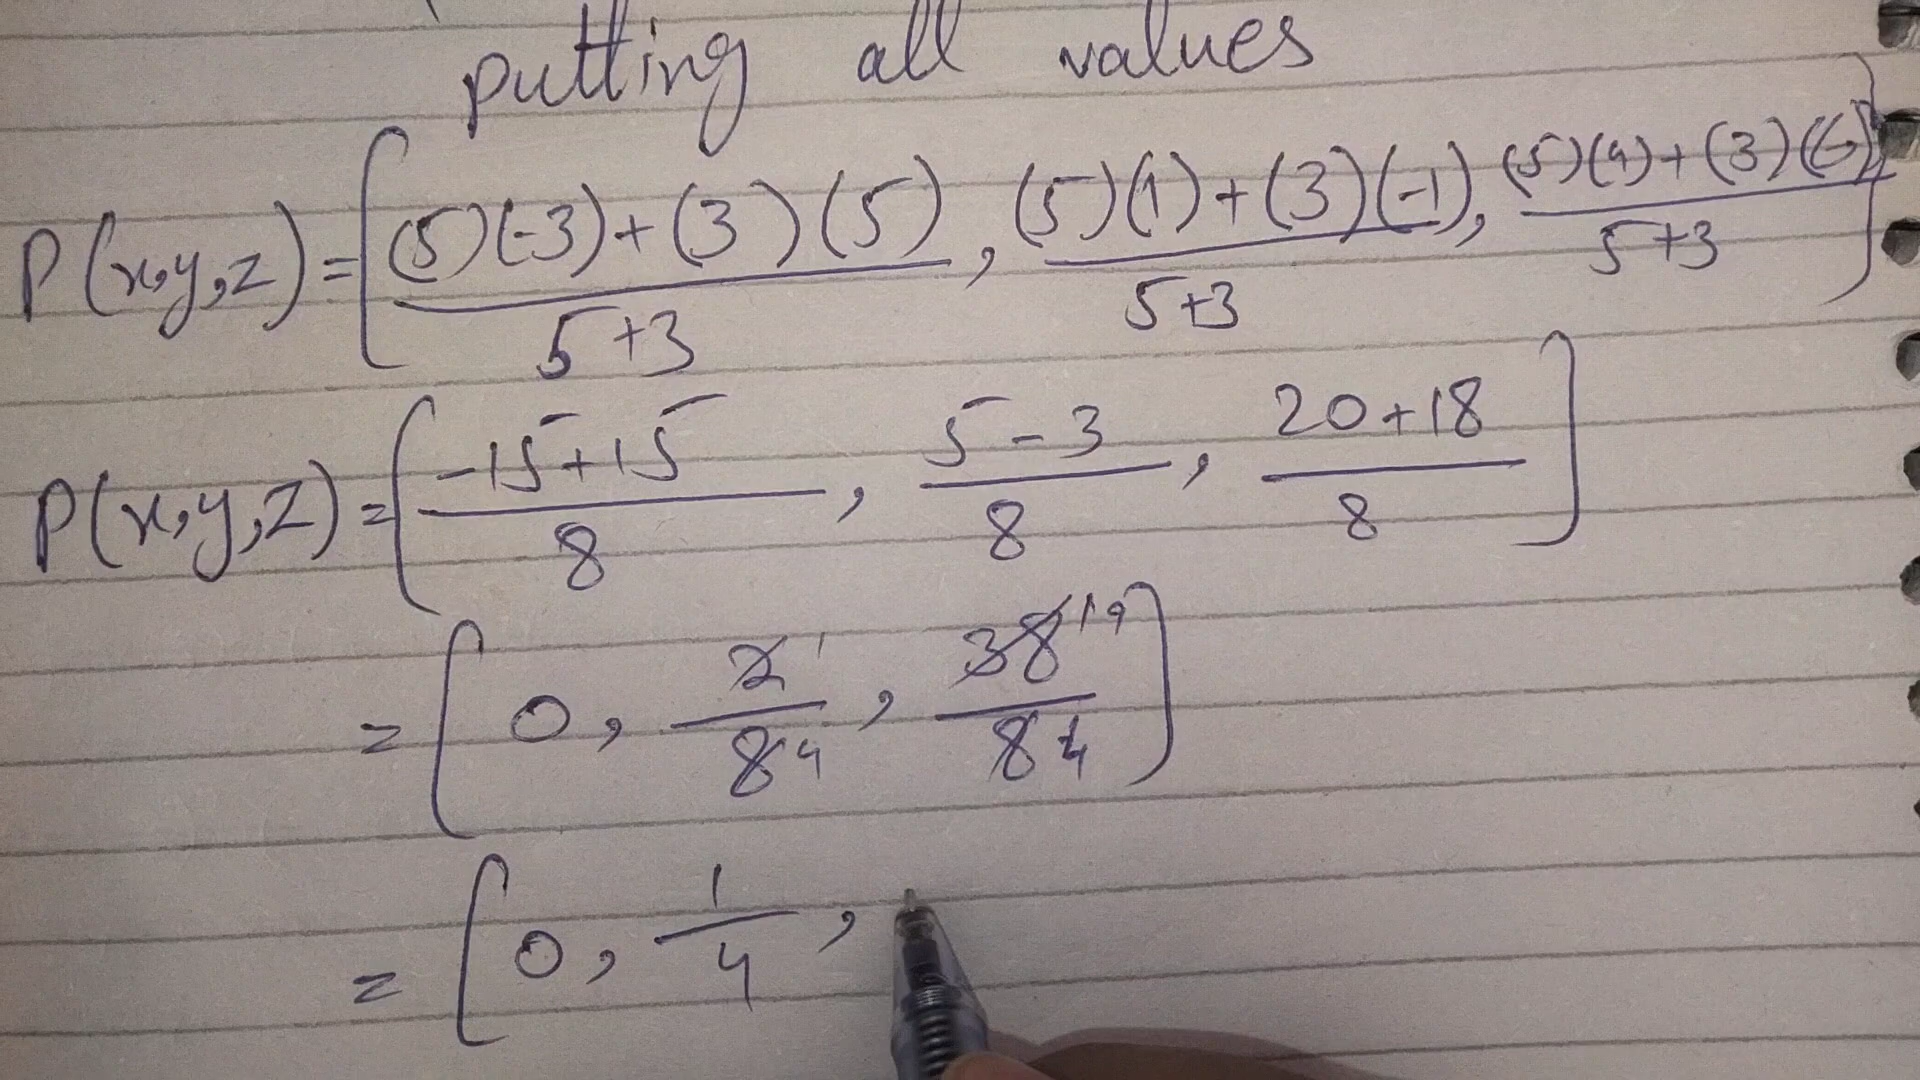 putting all values
P(x,y,z) = [ (5)(-3)+(3)(5) / 5+3 , (5)(1)+(3)(-1) / 5+3 , (5)(4)+(3)(6) / 5+3 ]
P(x,y,z) = [ -15+15 / 8 , 5-3 / 8 , 20+18 / 8 ]
= [ 0 , 2 1 / 8 4 , 38 19 / 8 4 ]
= [ 0 , 1 / 4 ,